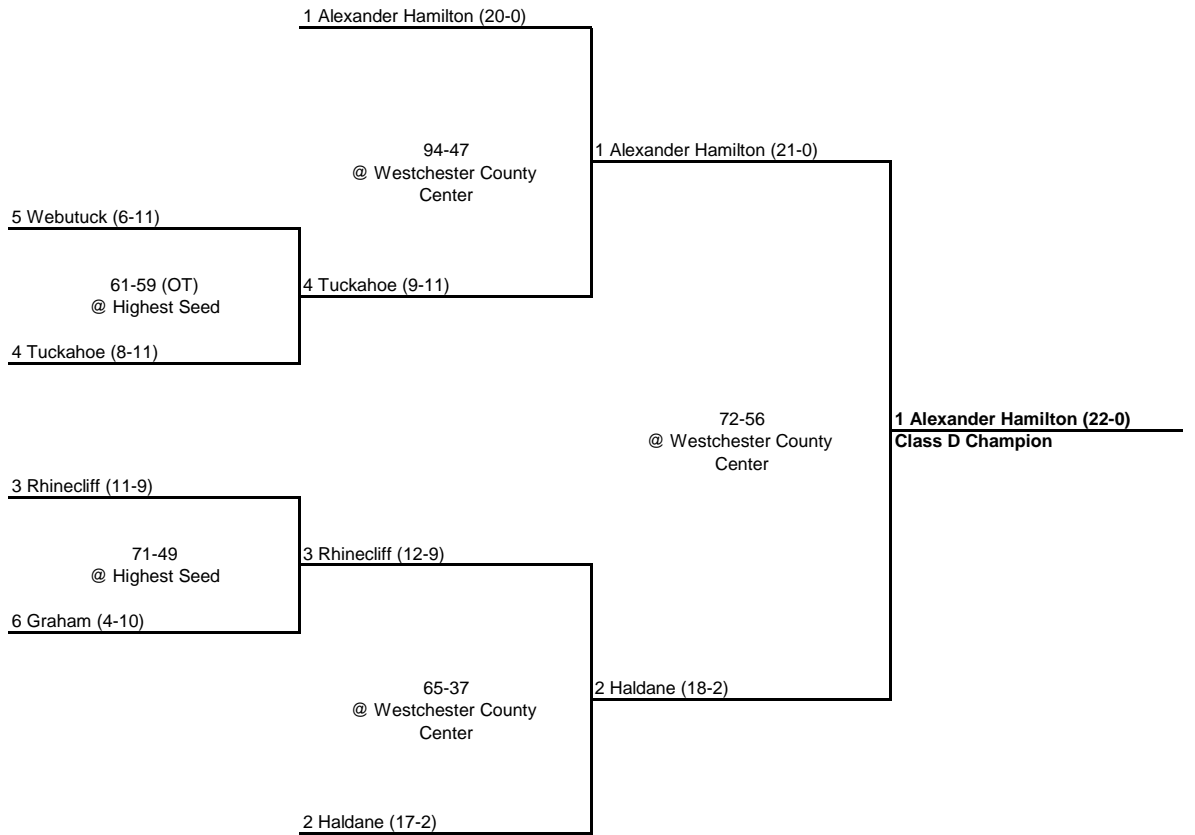 1 Alexander Hamilton (20-0)
94-47
@ Westchester County
Center
1 Alexander Hamilton (21-0)
5 Webutuck (6-11)
61-59 (OT)
@ Highest Seed
4 Tuckahoe (9-11)
4 Tuckahoe (8-11)
72-56
@ Westchester County
Center
1 Alexander Hamilton (22-0)
Class D Champion
3 Rhinecliff (11-9)
71-49
@ Highest Seed
3 Rhinecliff (12-9)
6 Graham (4-10)
65-37
@ Westchester County
Center
2 Haldane (18-2)
2 Haldane (17-2)